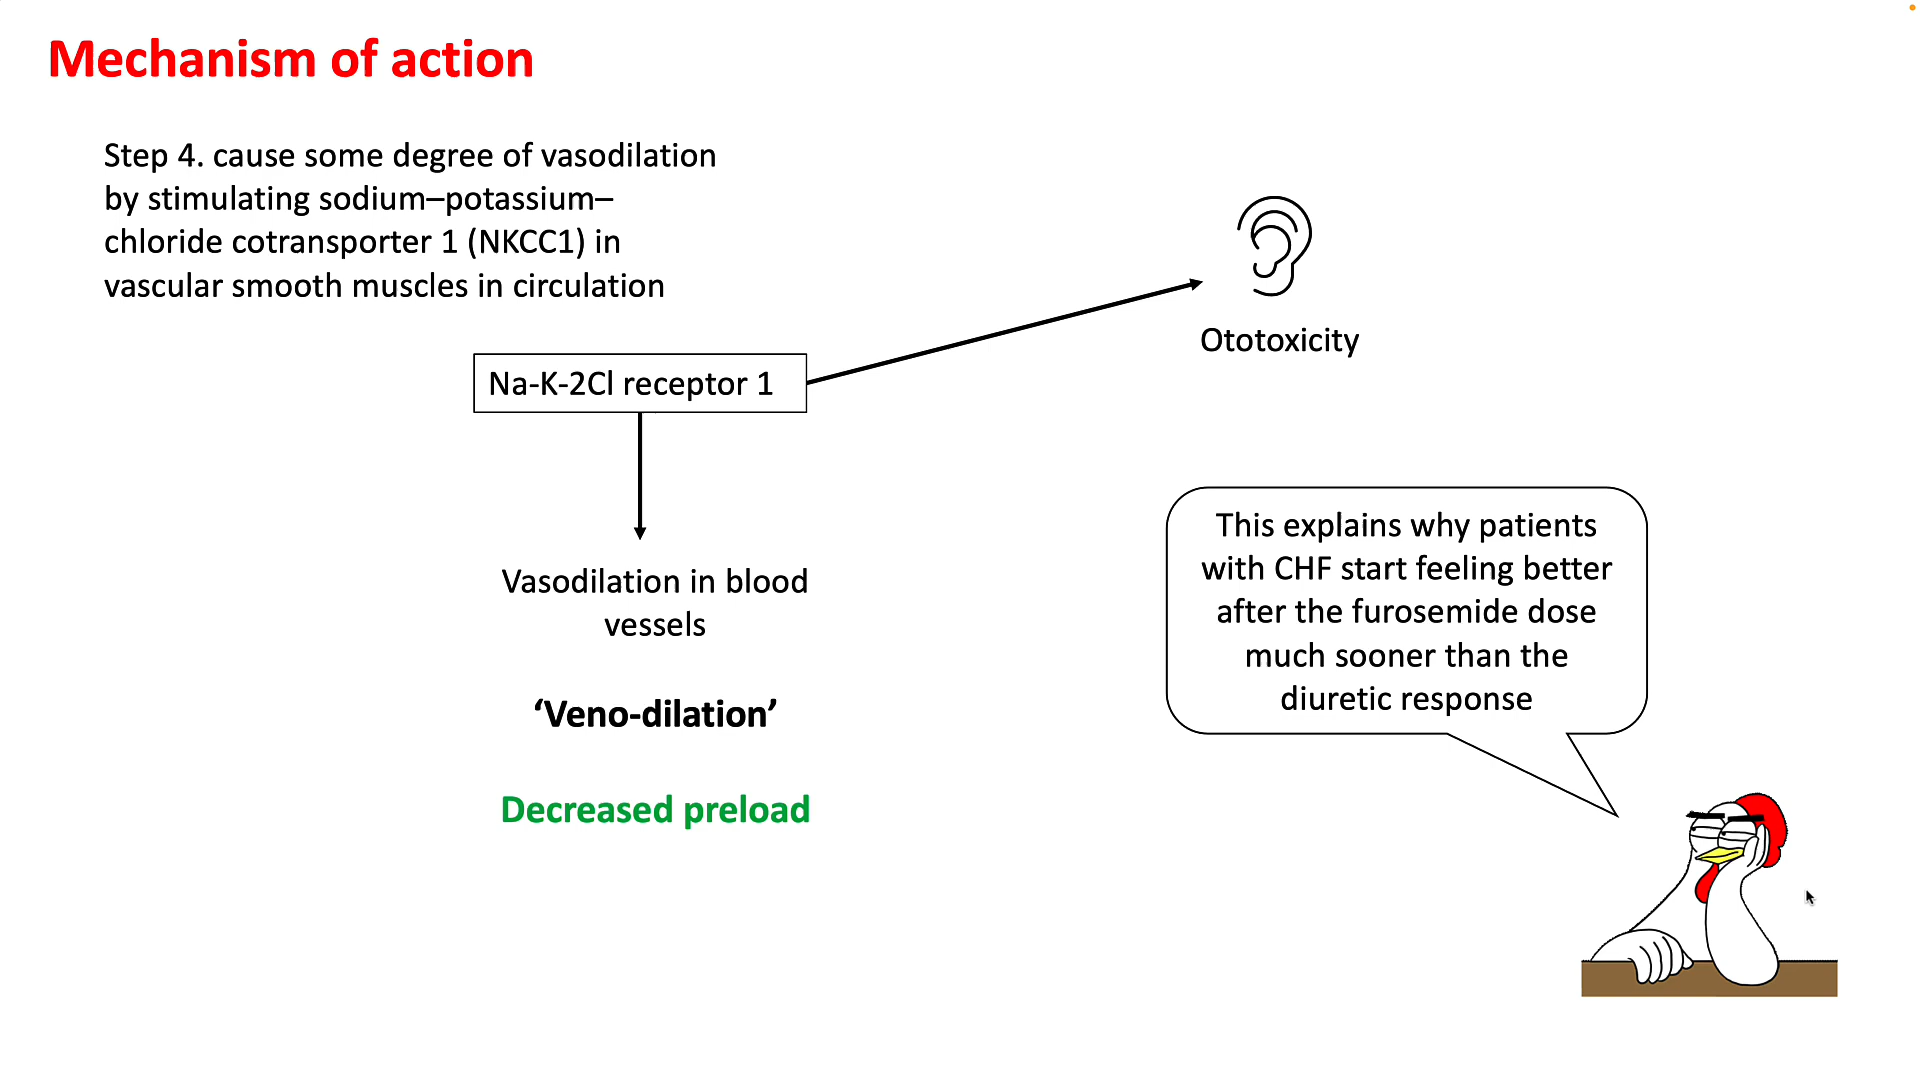 Mechanism of action
Step 4. cause some degree of vasodilation
by stimulating sodium–potassium–
chloride cotransporter 1 (NKCC1) in
vascular smooth muscles in circulation
Ototoxicity
Na-K-2Cl receptor 1
This explains why patients
with CHF start feeling better
after the furosemide dose
much sooner than the
diuretic response
Vasodilation in blood
vessels
‘Veno-dilation’
Decreased preload